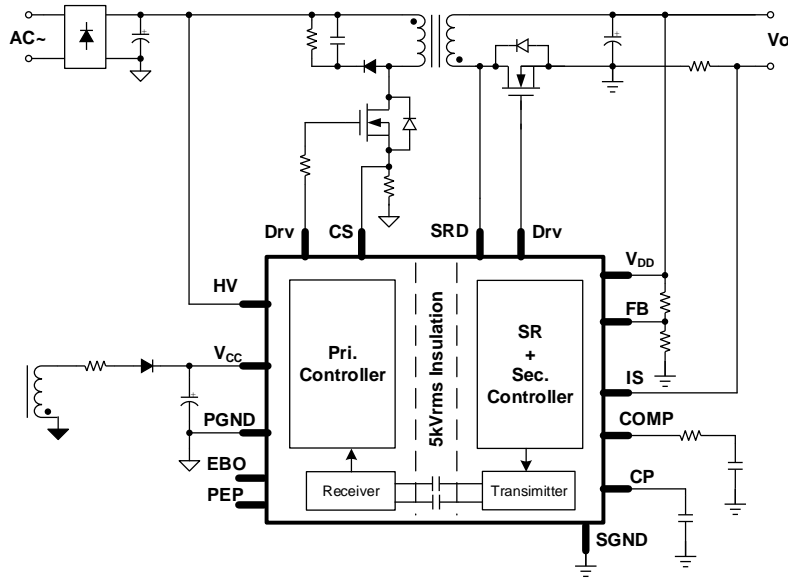 AC~
Vo
Drv
CS
SRD
Drv
HV
VCC
PGND
EBO
PEP
VDD
FB
IS
COMP
CP
SGND
Pri.
Controller
5kVrms Insulation
SR
+
Sec.
Controller
Receiver
Transimitter